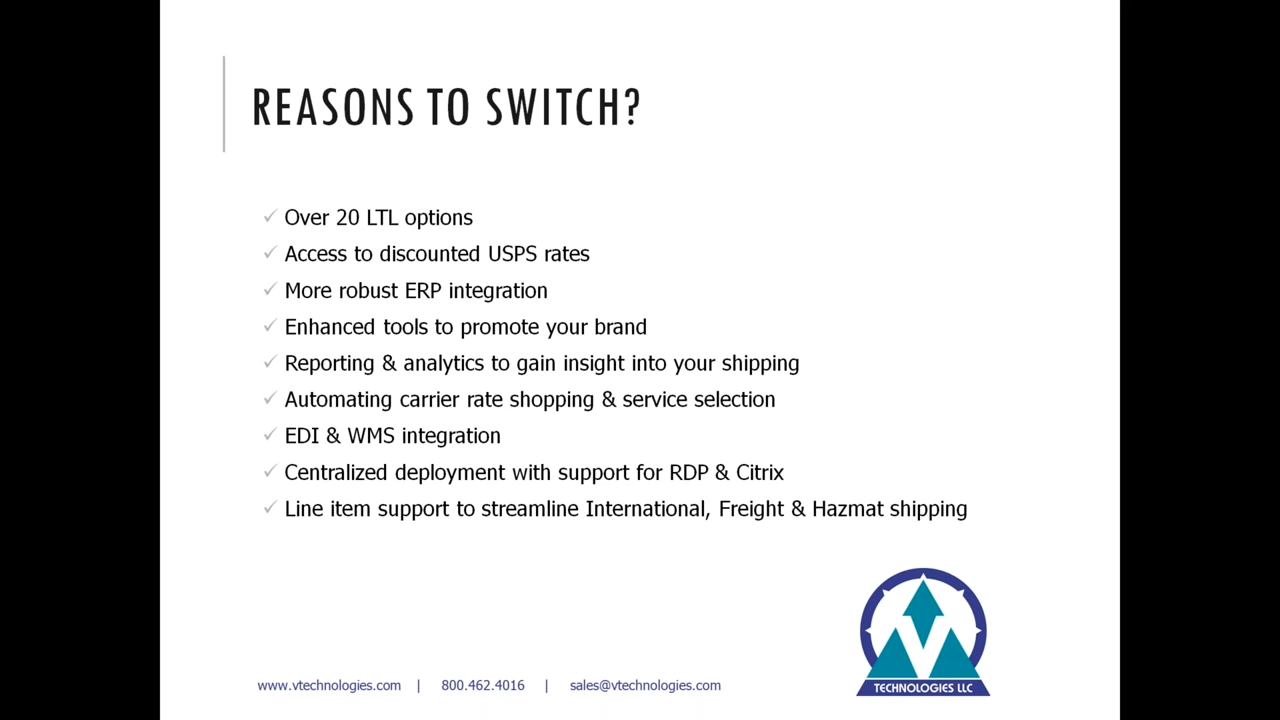 REASONS TO SWITCH?
✓ Over 20 LTL options
✓ Access to discounted USPS rates
✓ More robust ERP integration
✓ Enhanced tools to promote your brand
✓ Reporting & analytics to gain insight into your shipping
✓ Automating carrier rate shopping & service selection
✓ EDI & WMS integration
✓ Centralized deployment with support for RDP & Citrix
✓ Line item support to streamline International, Freight & Hazmat shipping
V
TECHNOLOGIES LLC
www.vtechnologies.com | 800.462.4016 | sales@vtechnologies.com